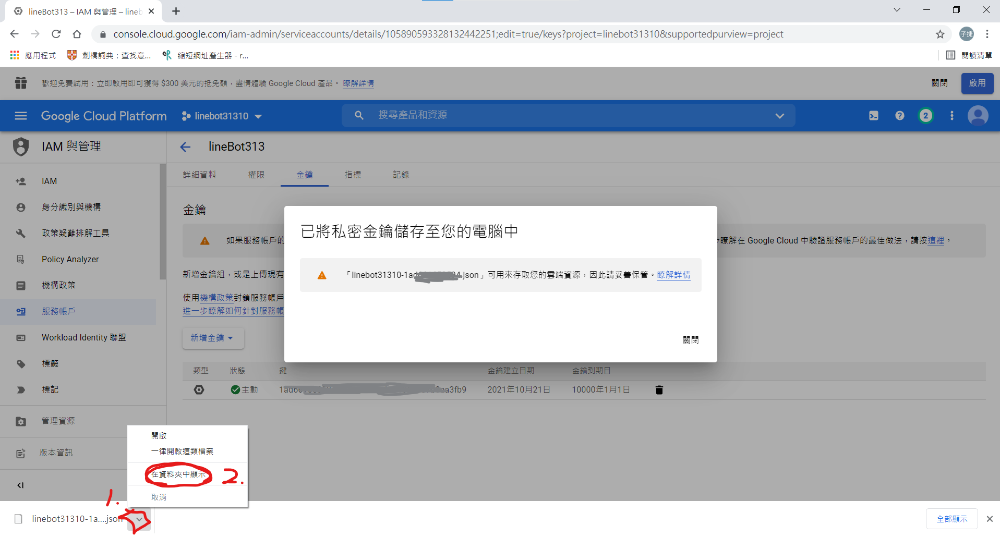 lineBot313 – IAM 與管理 – lineb
console.cloud.google.com/iam-admin/serviceaccounts/details/105890593328132442251;edit=true/keys?project=linebot31310&supportedpurview=project
子捷
應用程式
劍橋詞典：查找意...
縮短網址產生器 - r...
閱讀清單
歡迎免費試用：立即啟用即可獲得 $300 美元的抵免額，盡情體驗 Google Cloud 產品。 瞭解詳情
關閉
啟用
Google Cloud Platform
linebot31310
搜尋產品和資源
2
IAM 與管理
lineBot313
IAM
身分識別與機構
政策疑難排解工具
Policy Analyzer
機構政策
服務帳戶
Workload Identity 聯盟
標籤
標記
管理資源
版本資訊
詳細資料
權限
金鑰
指標
記錄
金鑰
如果服務帳戶的
瞭解在 Google Cloud 中驗證服務帳戶的最佳做法，請按這裡。
新增金鑰組，或是上傳現有
使用機構政策封鎖服務帳戶
進一步瞭解如何針對服務帳
新增金鑰
已將私密金鑰儲存至您的電腦中
「linebot31310-1ad .json」可用來存取您的雲端資源，因此請妥善保管。瞭解詳情
關閉
類型 狀態 鍵 金鑰建立日期 金鑰到期日
主動 1ad6 a3fb9 2021年10月21日 10000年1月1日
開啟
一律開啟這類檔案
在資料夾中顯示 2.
取消
1.
linebot31310-1a....json
全部顯示